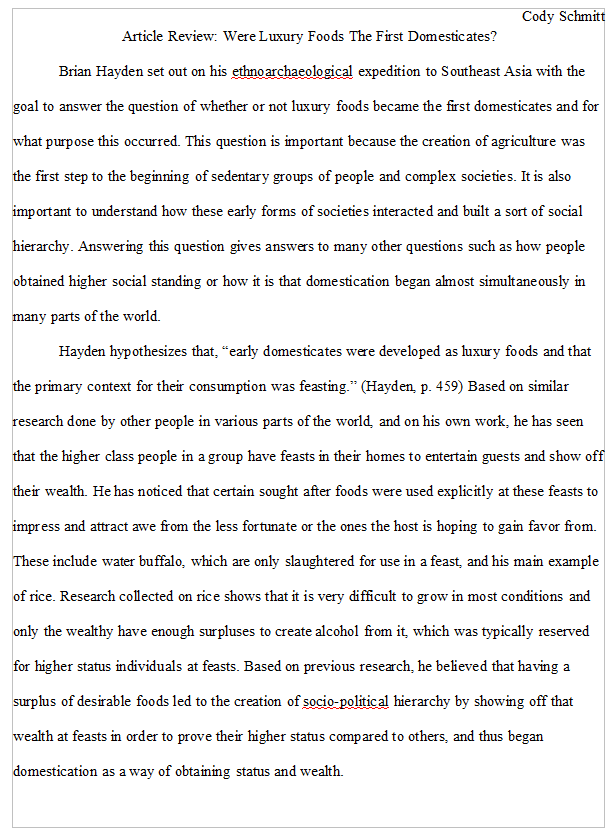 Cody Schmitt
Article Review: Were Luxury Foods The First Domesticates?
Brian Hayden set out on his ethnoarchaeological expedition to Southeast Asia with the
goal to answer the question of whether or not luxury foods became the first domesticates and for
what purpose this occurred. This question is important because the creation of agriculture was
the first step to the beginning of sedentary groups of people and complex societies. It is also
important to understand how these early forms of societies interacted and built a sort of social
hierarchy. Answering this question gives answers to many other questions such as how people
obtained higher social standing or how it is that domestication began almost simultaneously in
many parts of the world.
Hayden hypothesizes that, “early domesticates were developed as luxury foods and that
the primary context for their consumption was feasting.” (Hayden, p. 459) Based on similar
research done by other people in various parts of the world, and on his own work, he has seen
that the higher class people in a group have feasts in their homes to entertain guests and show off
their wealth. He has noticed that certain sought after foods were used explicitly at these feasts to
impress and attract awe from the less fortunate or the ones the host is hoping to gain favor from.
These include water buffalo, which are only slaughtered for use in a feast, and his main example
of rice. Research collected on rice shows that it is very difficult to grow in most conditions and
only the wealthy have enough surpluses to create alcohol from it, which was typically reserved
for higher status individuals at feasts. Based on previous research, he believed that having a
surplus of desirable foods led to the creation of socio-political hierarchy by showing off that
wealth at feasts in order to prove their higher status compared to others, and thus began
domestication as a way of obtaining status and wealth.